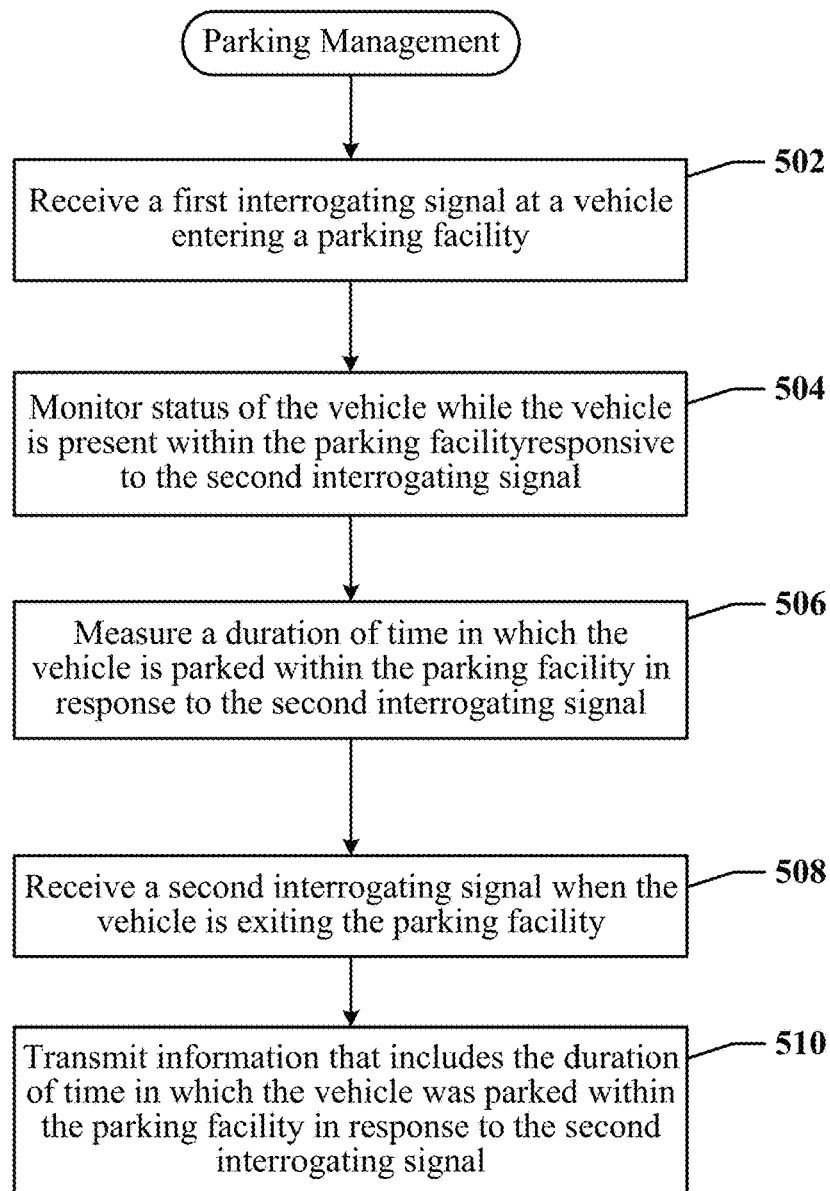 Parking Management
502
Receive a first interrogating signal at a vehicle
entering a parking facility
504
Monitor status of the vehicle while the vehicle
is present within the parking facilityresponsive
to the second interrogating signal
506
Measure a duration of time in which the
vehicle is parked within the parking facility in
response to the second interrogating signal
508
Receive a second interrogating signal when the
vehicle is exiting the parking facility
510
Transmit information that includes the duration
of time in which the vehicle was parked within
the parking facility in response to the second
interrogating signal